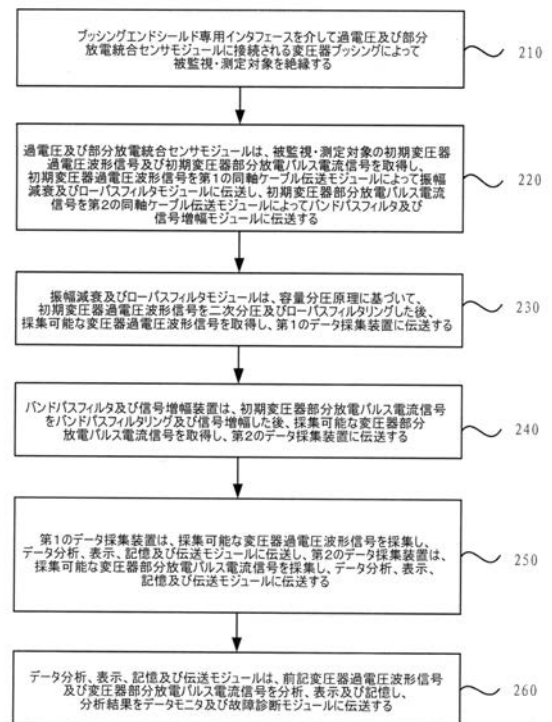 ブッシングエンドシールド専用インタフェースを介して過電圧及び部分
放電統合センサモジュールに接続される変圧器ブッシングによって
被監視・測定対象を絶縁する
210
過電圧及び部分放電統合センサモジュールは、被監視・測定対象の初期変圧器
過電圧波形信号及び初期変圧器部分放電パルス電流信号を取得し、
初期変圧器過電圧波形信号を第1の同軸ケーブル伝送モジュールによって振幅
減衰及びローパスフィルタモジュールに伝送し、初期変圧器部分放電パルス電流
信号を第2の同軸ケーブル伝送モジュールによってバンドパスフィルタ及び
信号増幅モジュールに伝送する
220
振幅減衰及びローパスフィルタモジュールは、容量分圧原理に基づいて、
初期変圧器過電圧波形信号を二次分圧及びローパスフィルタリングした後、
採集可能な変圧器過電圧波形信号を取得し、第1のデータ採集装置に伝送する
230
バンドパスフィルタ及び信号増幅装置は、初期変圧器部分放電パルス電流信号
をバンドパスフィルタリング及び信号増幅した後、採集可能な変圧器部分
放電パルス電流信号を取得し、第2のデータ採集装置に伝送する
240
第1のデータ採集装置は、採集可能な変圧器過電圧波形信号を採集し、
データ分析、表示、記憶及び伝送モジュールに伝送し、第2のデータ採集装置は、
採集可能な変圧器部分放電パルス電流信号を採集し、データ分析、表示、
記憶及び伝送モジュールに伝送する
250
データ分析、表示、記憶及び伝送モジュールは、前記変圧器過電圧波形信号
及び変圧器部分放電パルス電流信号を分析、表示及び記憶し、
分析結果をデータモニタ及び故障診断モジュールに伝送する
260